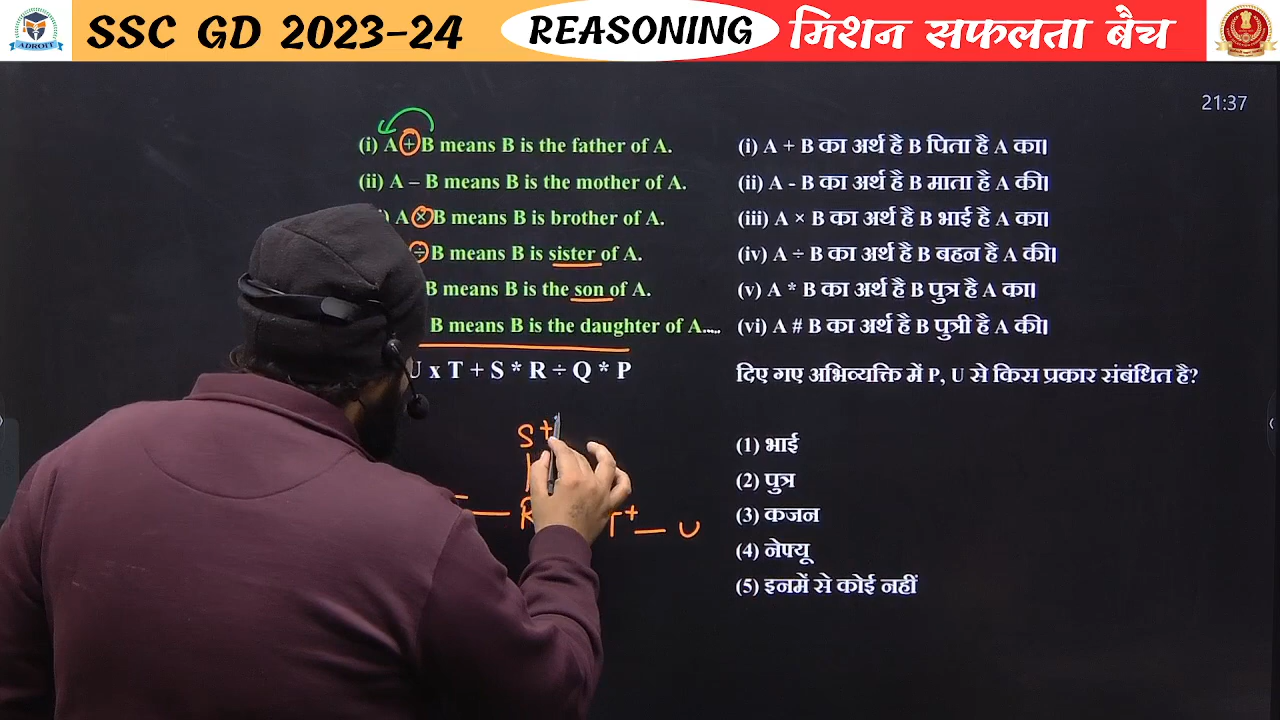 ADROIT
SSC GD 2023-24
REASONING
मिशन सफलता बैच
21:37
(i) A + B means B is the father of A.
(ii) A – B means B is the mother of A.
) A × B means B is brother of A.
÷ B means B is sister of A.
B means B is the son of A.
B means B is the daughter of A.....
U x T + S * R ÷ Q * P
(i) A + B का अर्थ है B पिता है A का।
(ii) A - B का अर्थ है B माता है A की।
(iii) A × B का अर्थ है B भाई है A का।
(iv) A ÷ B का अर्थ है B बहन है A की।
(v) A * B का अर्थ है B पुत्र है A का।
(vi) A # B का अर्थ है B पुत्री है A की।
दिए गए अभिव्यक्ति में P, U से किस प्रकार संबंधित है?
(1) भाई
(2) पुत्र
(3) कजन
(4) नेफ्यू
(5) इनमें से कोई नहीं
S+
R T+ — U